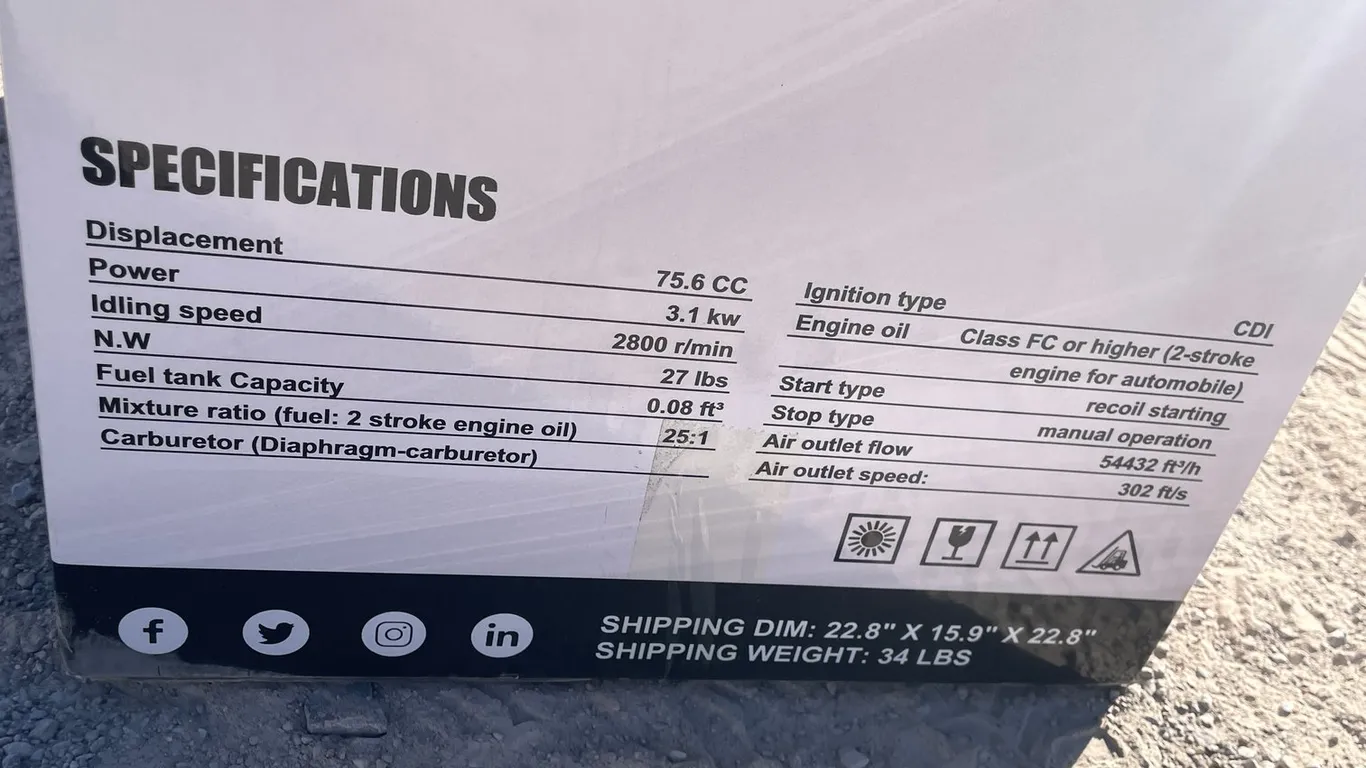 SPECIFICATIONS
Displacement 75.6 CC
Power 3.1 kw
Idling speed 2800 r/min
N.W 27 lbs
Fuel tank Capacity 0.08 ft³
Mixture ratio (fuel: 2 stroke engine oil) 25:1
Carburetor (Diaphragm-carburetor)
Ignition type CDI
Engine oil Class FC or higher (2-stroke
engine for automobile)
Start type recoil starting
Stop type manual operation
Air outlet flow 54432 ft³/h
Air outlet speed: 302 ft/s
f
in
SHIPPING DIM: 22.8" X 15.9" X 22.8"
SHIPPING WEIGHT: 34 LBS